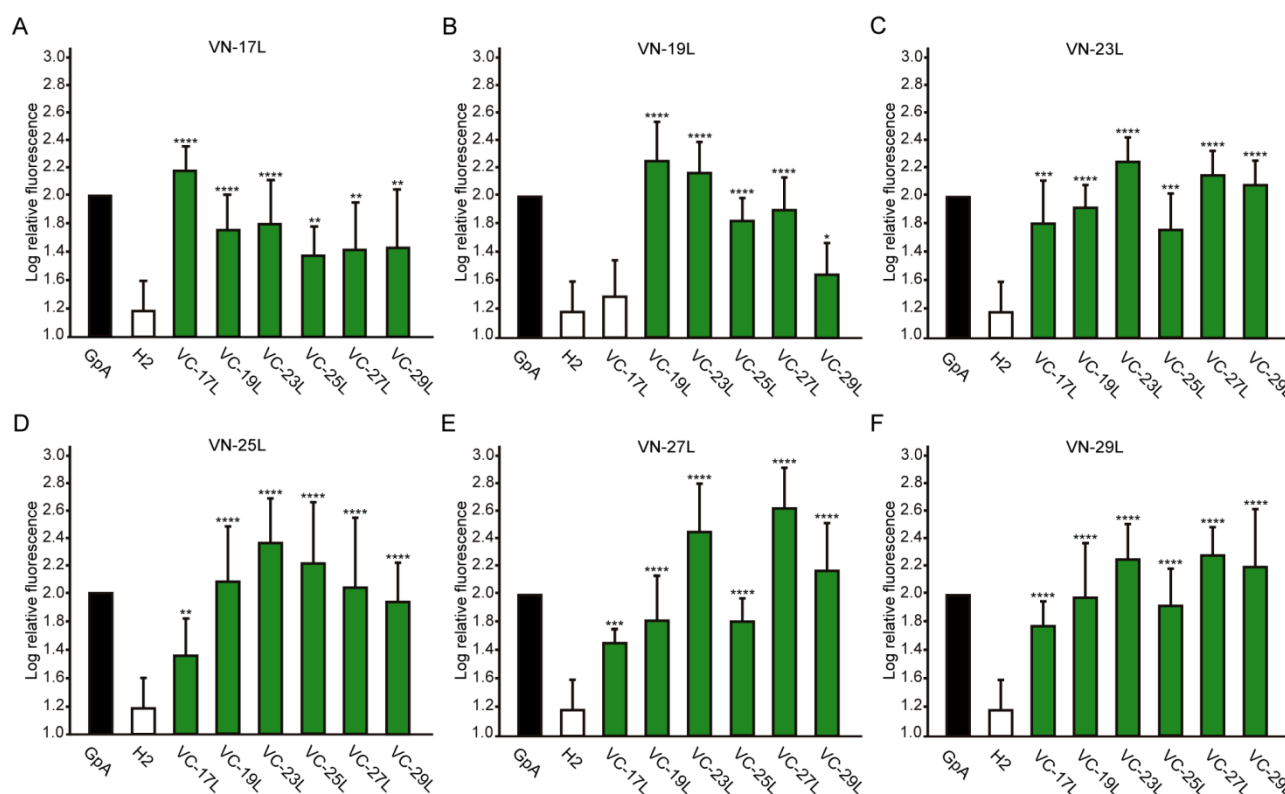 A
VN-17L
Log relative fluorescence
3.0
2.8
2.6
2.4
2.2
2.0
1.8
1.4
1.6
1.2
1.0
****
****
****
**
**
**
GpA
H2
VC-17L
VC-19L
VC-23L
VC-25L
VC-27L
VC-29L
B
VN-19L
Log relative fluorescence
3.0
2.8
2.6
2.4
2.2
2.0
1.8
1.4
1.6
1.2
1.0
****
****
****
****
*
GpA
H2
VC-17L
VC-19L
VC-23L
VC-25L
VC-27L
VC-29L
C
VN-23L
Log relative fluorescence
3.0
2.8
2.6
2.4
2.2
2.0
1.8
1.4
1.6
1.2
1.0
***
****
****
***
****
****
GpA
H2
VC-17L
VC-19L
VC-23L
VC-25L
VC-27L
VC-29L
D
VN-25L
Log relative fluorescence
3.0
2.8
2.6
2.4
2.2
2.0
1.8
1.4
1.6
1.2
1.0
**
****
****
****
****
****
GpA
H2
VC-17L
VC-19L
VC-23L
VC-25L
VC-27L
VC-29L
E
VN-27L
Log relative fluorescence
3.0
2.8
2.6
2.4
2.2
2.0
1.8
1.4
1.6
1.2
1.0
***
****
****
****
****
****
GpA
H2
VC-17L
VC-19L
VC-23L
VC-25L
VC-27L
VC-29L
F
VN-29L
Log relative fluorescence
3.0
2.8
2.6
2.4
2.2
2.0
1.8
1.4
1.6
1.2
1.0
****
****
****
****
****
****
GpA
H2
VC-17L
VC-19L
VC-23L
VC-25L
VC-27L
VC-29L